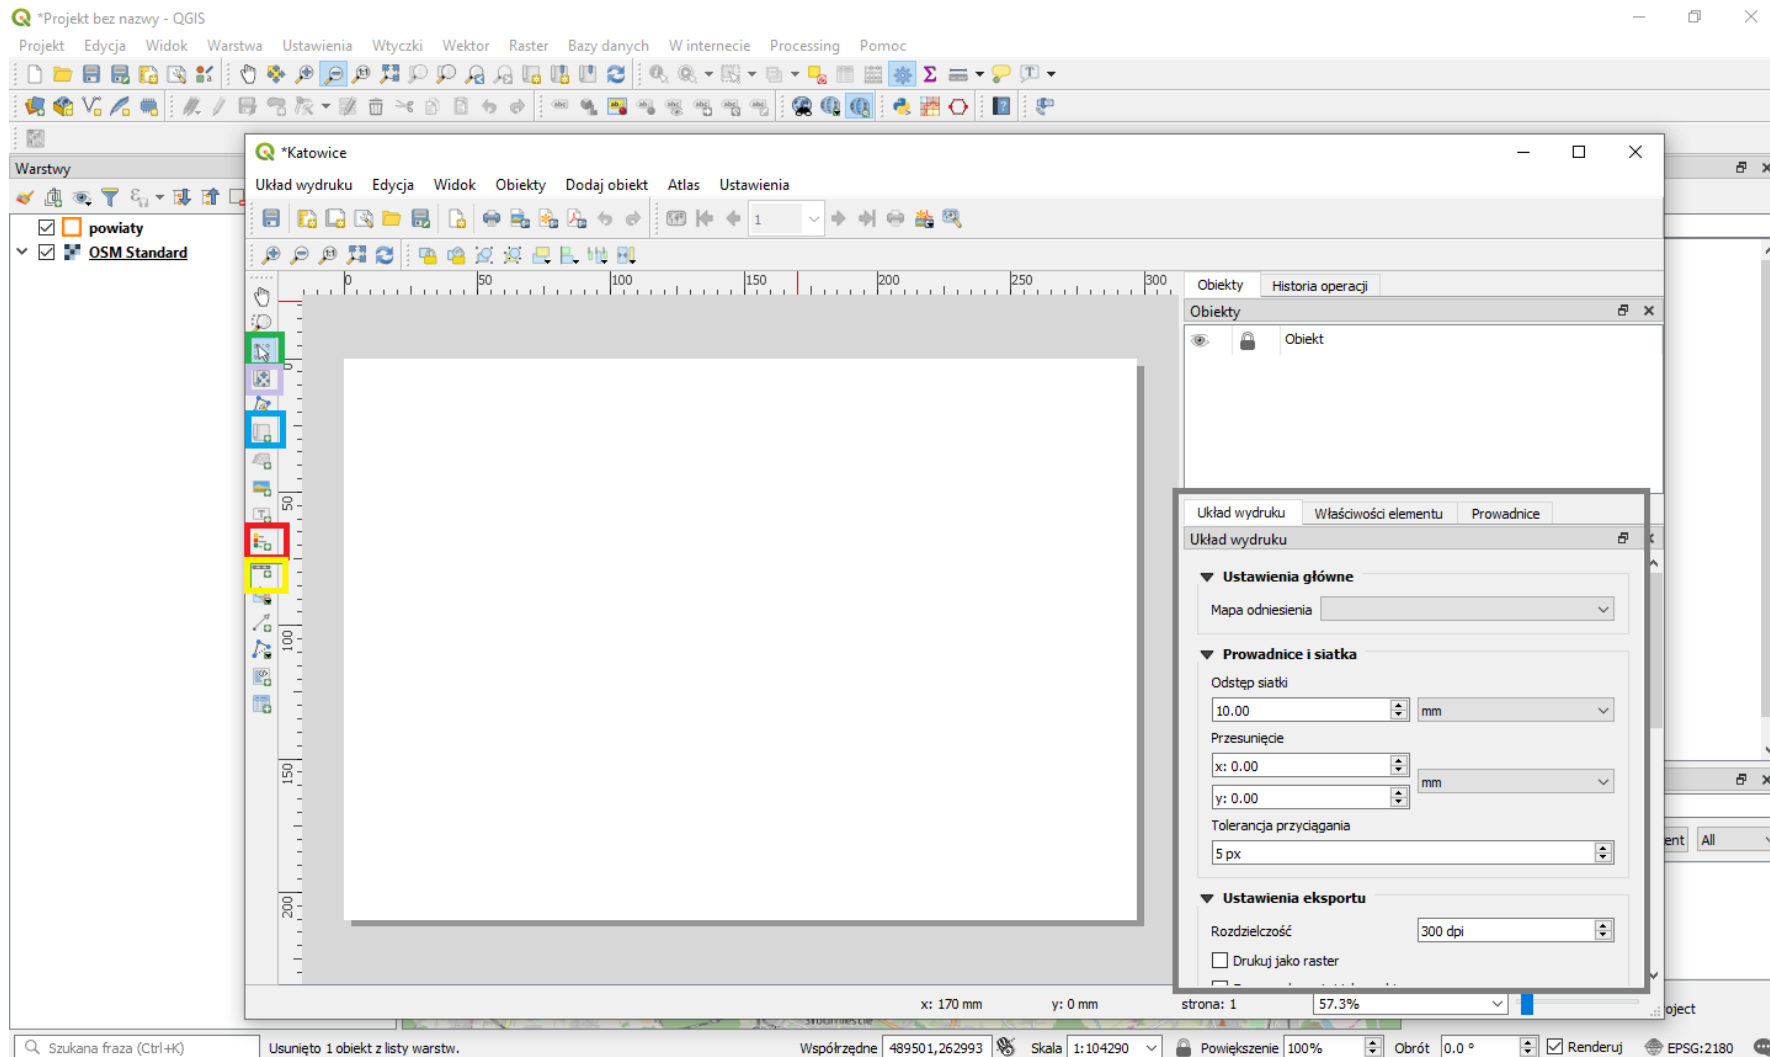 *Projekt bez nazwy - QGIS
Projekt Edycja Widok Warstwa Ustawienia Wtyczki Wektor Raster Bazy danych W internecie Processing Pomoc
*Katowice
Warstwy
Układ wydruku Edycja Widok Obiekty Dodaj obiekt Atlas Ustawienia
powiaty
1
OSM Standard
0 50 100 150 200 250 300
Obiekty Historia operacji
Obiekty
Obiekt
0
50
100
150
200
Układ wydruku Właściwości elementu Prowadnice
Układ wydruku
Ustawienia główne
Mapa odniesienia
Prowadnice i siatka
Odstęp siatki
10.00 mm
Przesunięcie
x: 0.00
mm
y: 0.00
Tolerancja przyciągania
5 px
ent All
Ustawienia eksportu
Rozdzielczość 300 dpi
Drukuj jako raster
x: 170 mm y: 0 mm strona: 1 57.3%
oject
Szukana fraza (Ctrl+K) Usunięto 1 obiekt z listy warstw. Współrzędne 489501,262993 Skala 1:104290 Powiększenie 100% Obrót 0.0 ° Renderuj EPSG:2180